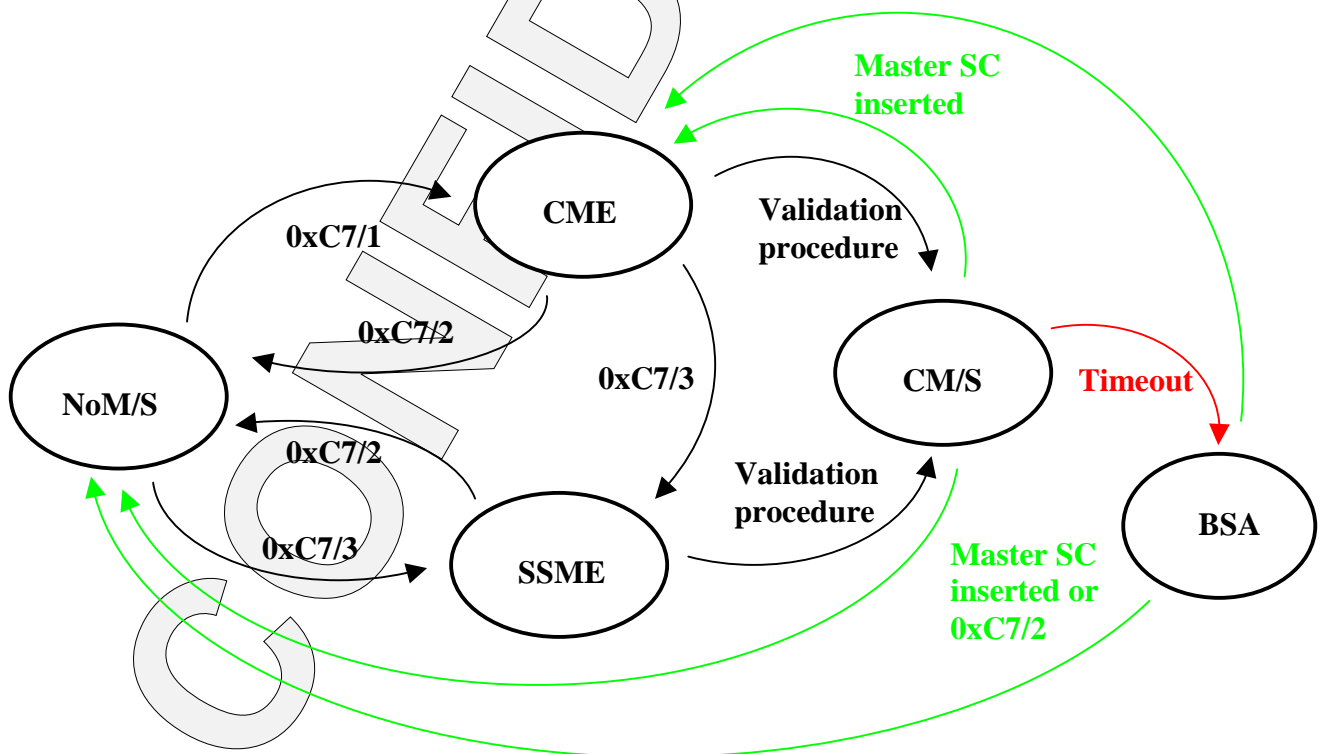 Master SC
inserted
CME
Validation
procedure
0xC7/1
0xC7/2
0xC7/3
CM/S
Timeout
NoM/S
0xC7/2
Validation
procedure
0xC7/3
SSME
BSA
Master SC
inserted or
0xC7/2
CONFID